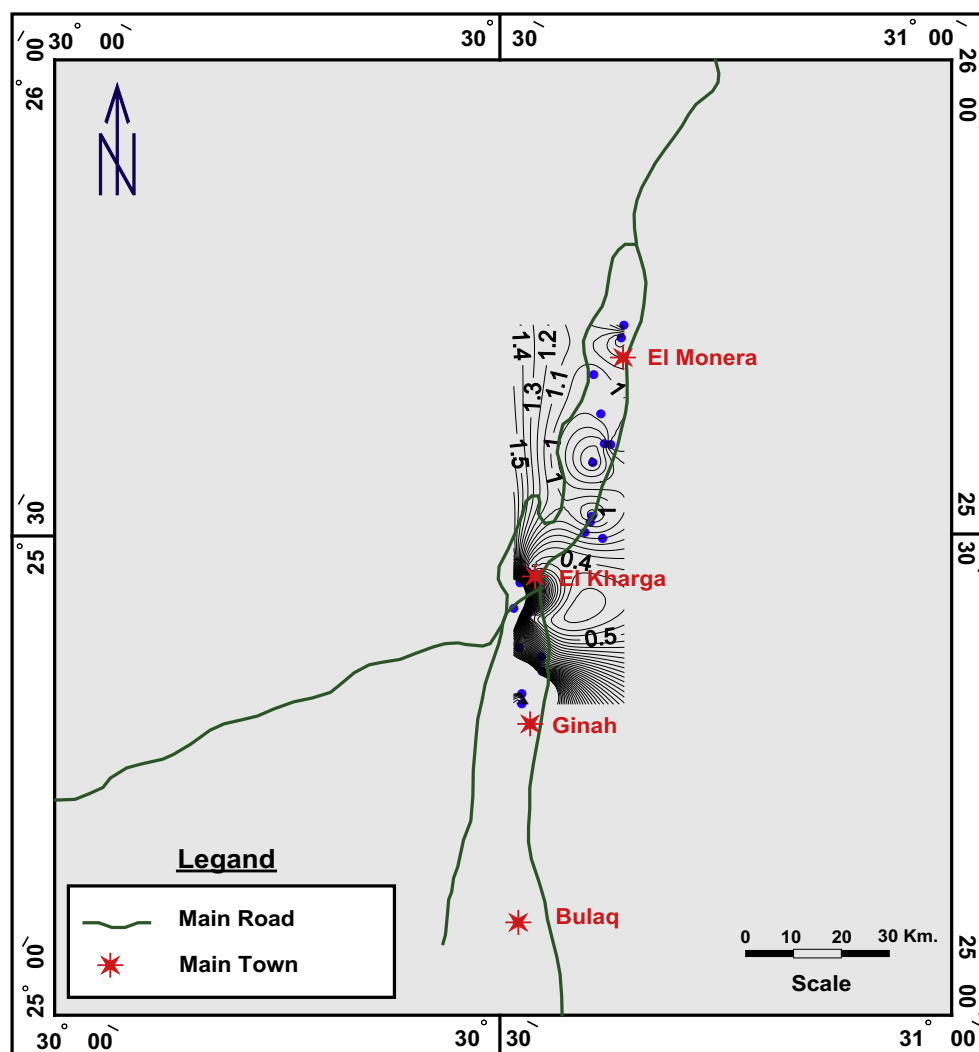 30° 00/
30° 30
31° 00/
26° 00
26 00
N
1.4
1.2
1.3
1.1
1
El Monera
1.5
1
1
1
25° 30/
25 30
0.4
El Kharga
0.5
Ginah
Legand
Main Road
Main Town
Bulaq
0 10 20 30 Km.
Scale
25° 00/
25 00
30° 00/
30° 30
31° 00/